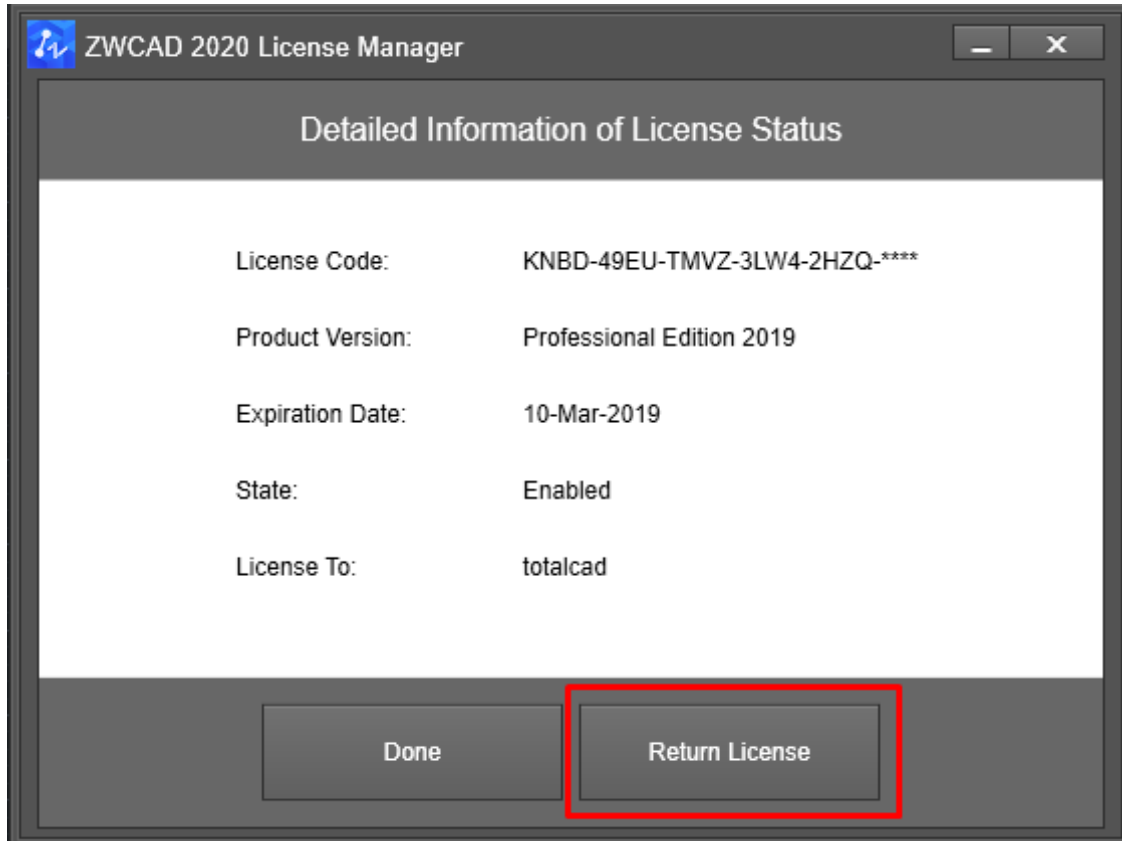 ZWCAD 2020 License Manager
Detailed Information of License Status
License Code: KNBD-49EU-TMVZ-3LW4-2HZQ-****
Product Version: Professional Edition 2019
Expiration Date: 10-Mar-2019
State: Enabled
License To: totalcad
Done Return License